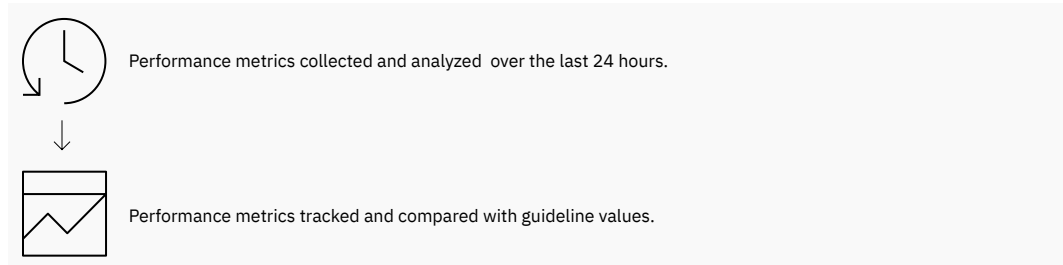 Performance metrics collected and analyzed  over the last 24 hours.
Performance metrics tracked and compared with guideline values.